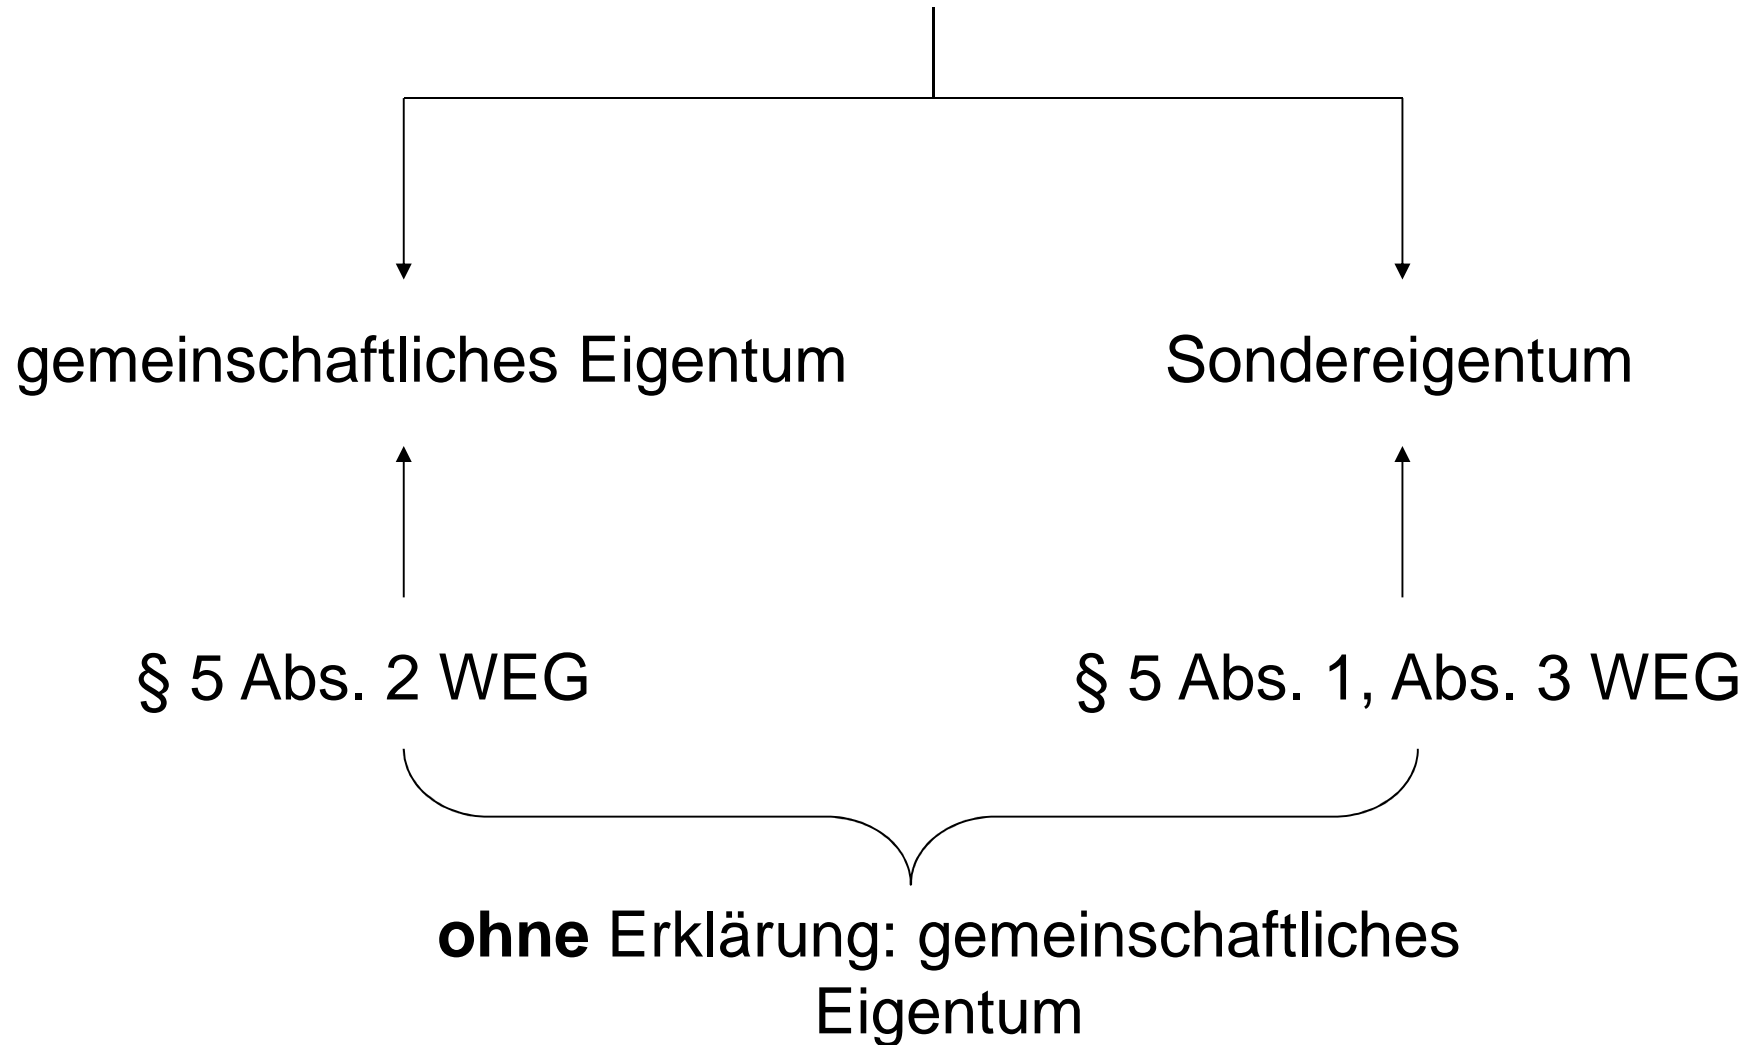 gemeinschaftliches Eigentum
Sondereigentum
§ 5 Abs. 2 WEG
§ 5 Abs. 1, Abs. 3 WEG
ohne Erklärung: gemeinschaftliches
Eigentum